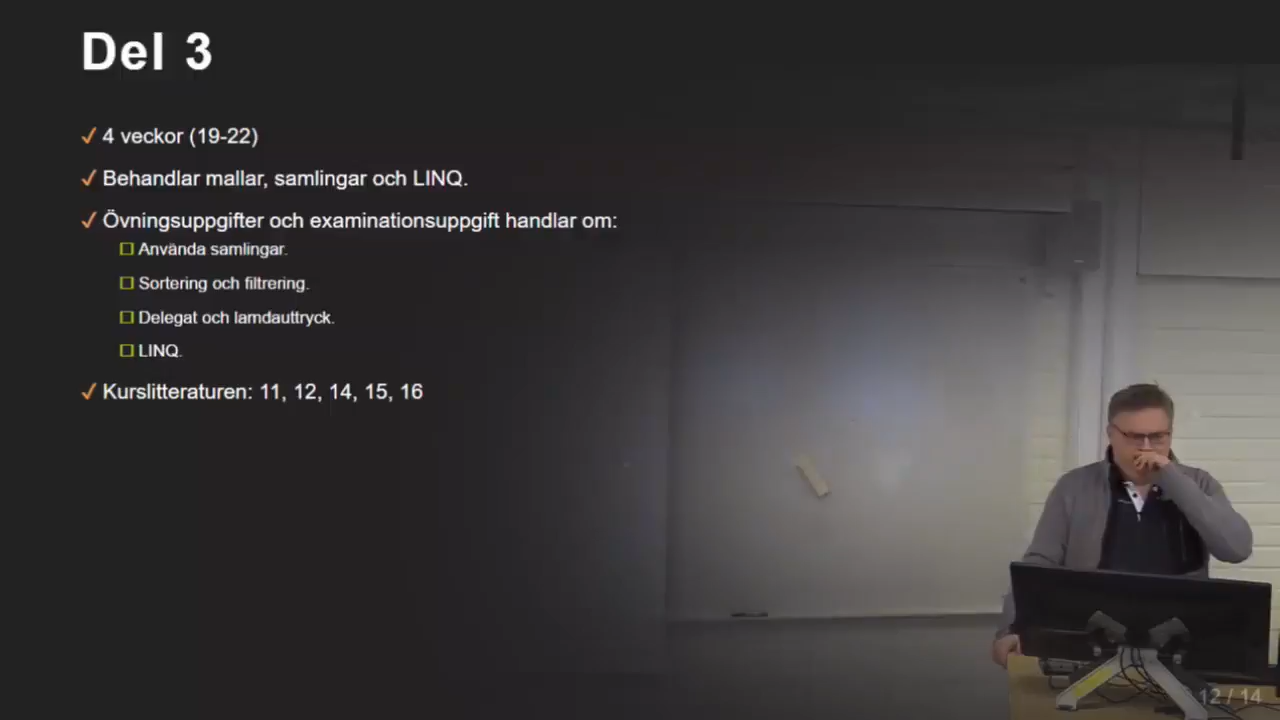 Del 3
4 veckor (19-22)
Behandlar mallar, samlingar och LINQ.
Övningsuppgifter och examinationsuppgift handlar om:
Använda samlingar.
Sortering och filtrering.
Delegat och lamdauttryck.
LINQ.
Kurslitteraturen: 11, 12, 14, 15, 16
12 / 14